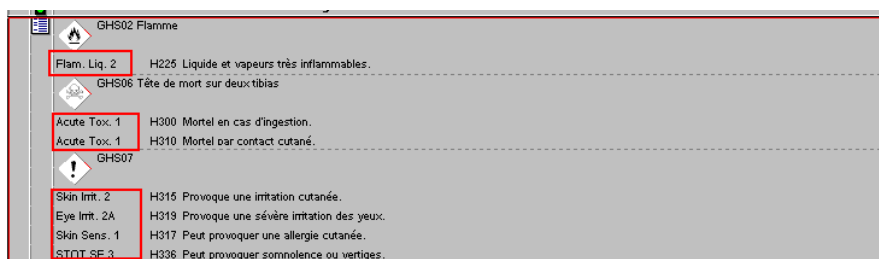 GHS02 Flamme
Flam. Liq. 2 H225 Liquide et vapeurs très inflammables.
GHS06 Tête de mort sur deux tibias
Acute Tox. 1 H300 Mortel en cas d'ingestion.
Acute Tox. 1 H310 Mortel par contact cutané.
GHS07
Skin Irrit. 2 H315 Provoque une irritation cutanée.
Eye Irrit. 2A H319 Provoque une sévère irritation des yeux.
Skin Sens. 1 H317 Peut provoquer une allergie cutanée.
STOT SE 3 H336 Peut provoquer somnolence ou vertiges.